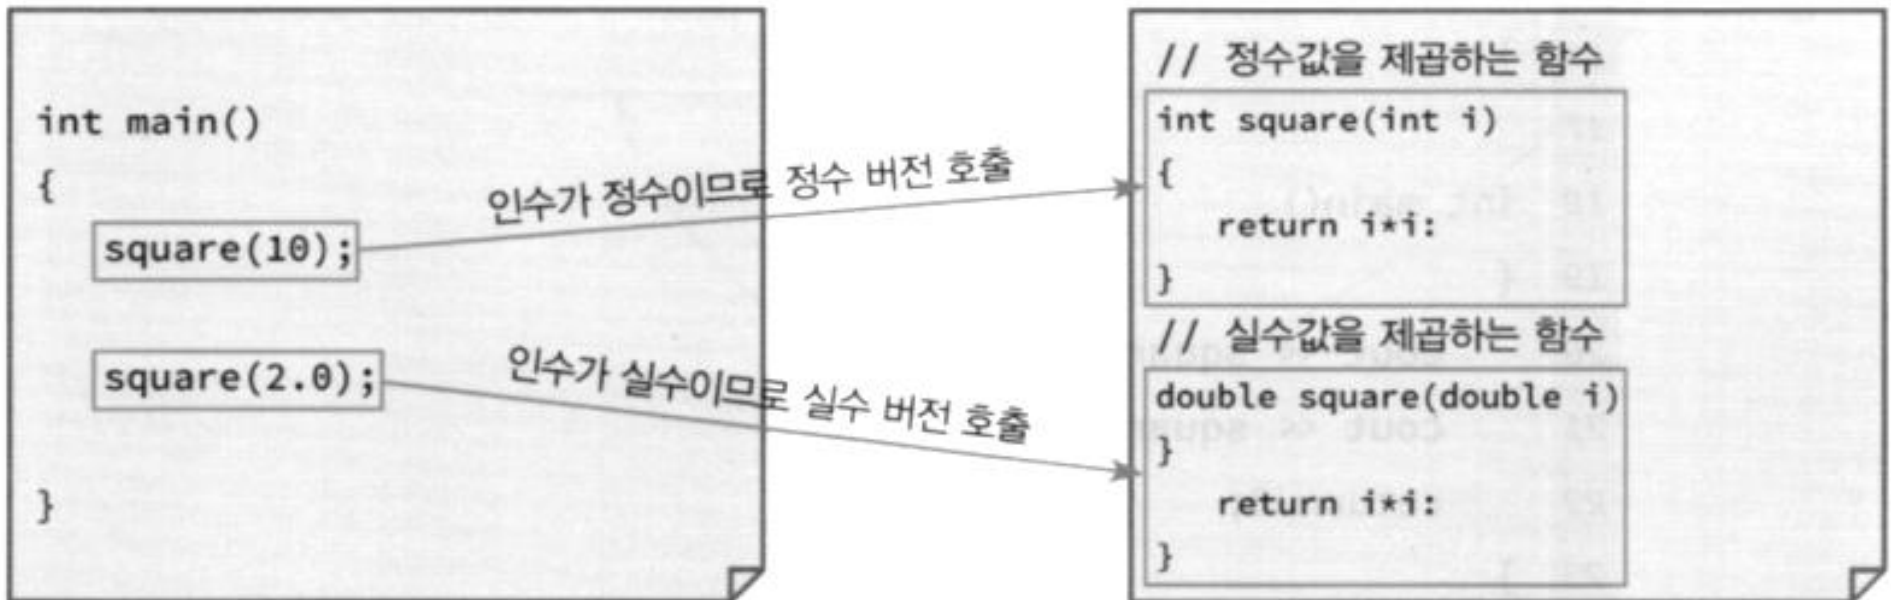 int main()
{
square(10);
square(2.0);
}
인수가 정수이므로 정수 버전 호출
인수가 실수이므로 실수 버전 호출
// 정수값을 제곱하는 함수
int square(int i)
{
return i*i:
}
// 실수값을 제곱하는 함수
double square(double i)
}
return i*i:
}